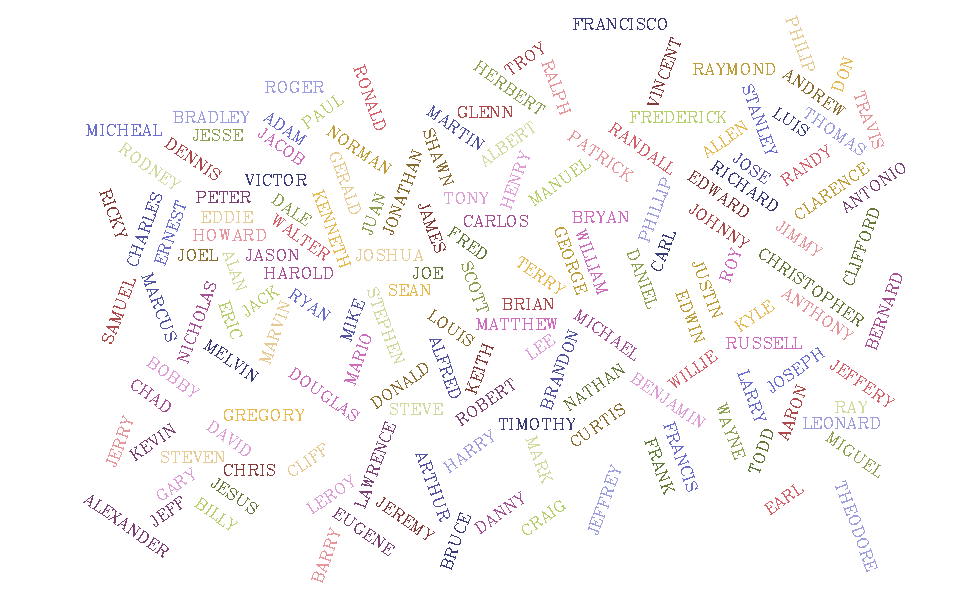 FRANCISCO
PHILIP
TROY
VINCENT
RAYMOND
DON
HERBERT
RALPH
ANDREW
ROGER
RONALD
PAUL
GLENN
MARTIN
FREDERICK
STANLEY
LUIS
THOMAS
TRAVIS
BRADLEY
ADAM
MICHEAL
JESSE
JACOB
NORMAN
SHAWN
ALBERT
PATRICK
RANDALL
ALLEN
RODNEY
DENNIS
VICTOR
GERALD
JONATHAN
HENRY
MANUEL
JOSE
RICHARD
RANDY
CLARENCE
ANTONIO
RICKY
CHARLES
ERNEST
PETER
EDDIE
DALE
KENNETH
JUAN
TONY
CARLOS
BRYAN
PHILLIP
EDWARD
JOHNNY
JIMMY
CLIFFORD
HOWARD
WALTER
JAMES
FRED
GEORGE
WILLIAM
CARL
ROY
JOEL
ALAN
JASON
HAROLD
JOSHUA
JOE
SCOTT
TERRY
DANIEL
JUSTIN
CHRISTOPHER
SAMUEL
MARCUS
NICHOLAS
ERIC
JACK
RYAN
MIKE
SEAN
BRIAN
EDWIN
KYLE
ANTHONY
BERNARD
MARVIN
STEPHEN
LOUIS
MATTHEW
LEE
MICHAEL
RUSSELL
MELVIN
MARIO
ALFRED
KEITH
BRANDON
WILLIE
JOSEPH
JEFFERY
BOBBY
CHAD
DOUGLAS
DONALD
ROBERT
NATHAN
BENJAMIN
LARRY
AARON
RAY
LEONARD
GREGORY
STEVE
TIMOTHY
CURTIS
WAYNE
TODD
MIGUEL
JERRY
KEVIN
DAVID
STEVEN
CHRIS
CLIFF
LAWRENCE
ARTHUR
HARRY
MARK
FRANK
FRANCIS
GARY
JESUS
LEROY
JEFFREY
EARL
THEODORE
ALEXANDER
JEFF
BILLY
EUGENE
JEREMY
BRUCE
DANNY
CRAIG
BARRY